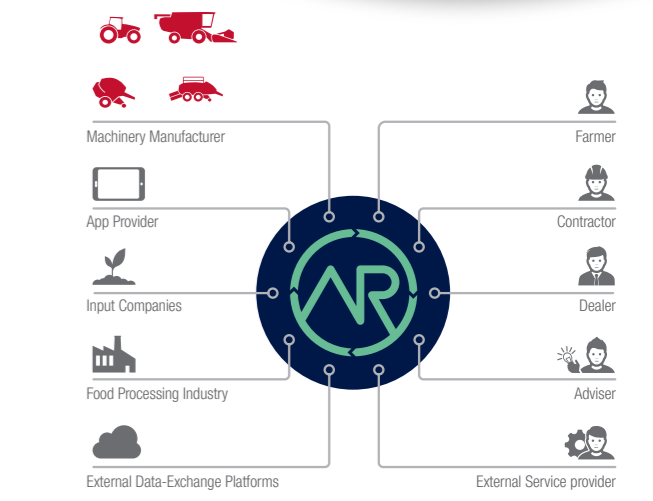 Machinery Manufacturer
Farmer
App Provider
Contractor
AR
Input Companies
Dealer
Food Processing Industry
Adviser
External Data-Exchange Platforms
External Service provider